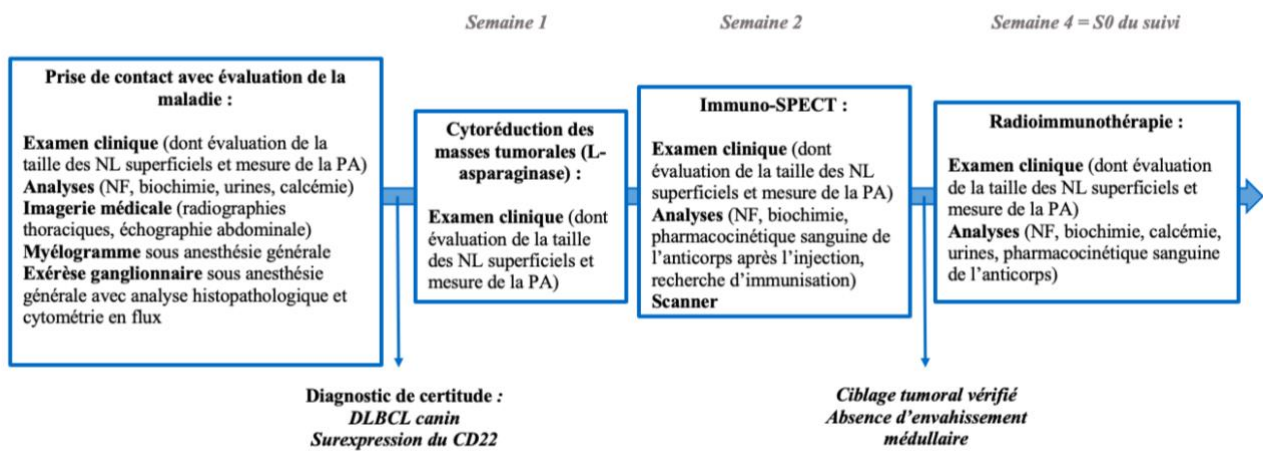 Semaine 1
Semaine 2
Semaine 4 = S0 du suivi
Prise de contact avec évaluation de la
maladie :
Examen clinique (dont évaluation de la
taille des NL superficiels et mesure de la PA)
Analyses (NF, biochimie, urines, calcémie)
Imagerie médicale (radiographies
thoraciques, échographie abdominale)
Myélogramme sous anesthésie générale
Exérèse ganglionnaire sous anesthésie
générale avec analyse histopathologique et
cytométrie en flux
Cytoréduction des
masses tumorales (L-
asparaginase) :
Examen clinique (dont
évaluation de la taille
des NL superficiels et
mesure de la PA)
Immuno-SPECT :
Examen clinique (dont
évaluation de la taille des NL
superficiels et mesure de la PA)
Analyses (NF, biochimie,
pharmacocinétique sanguine de
l'anticorps après l'injection,
recherche d'immunisation)
Scanner
Radioimmunothérapie :
Examen clinique (dont évaluation
de la taille des NL superficiels et
mesure de la PA)
Analyses (NF, biochimie, calcémie,
urines, pharmacocinétique sanguine
de l'anticorps)
Diagnostic de certitude :
DLBCL canin
Surexpression du CD22
Ciblage tumoral vérifié
Absence d'envahissement
médullaire